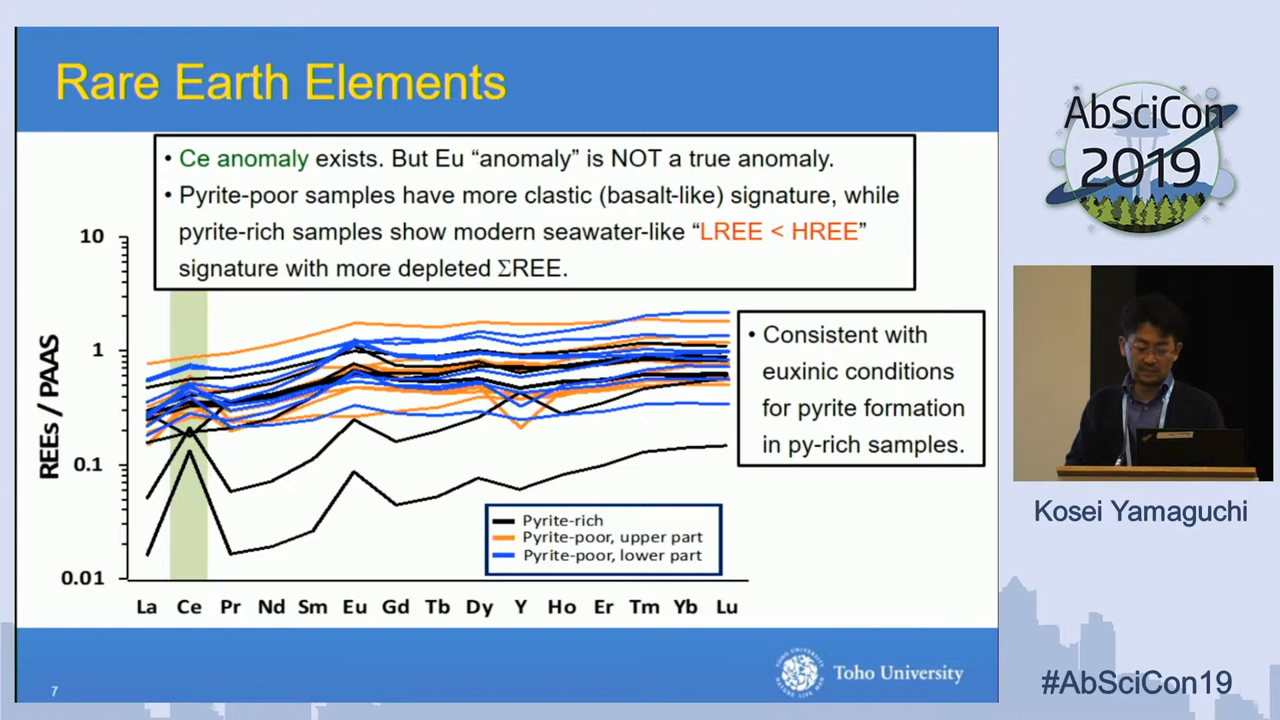 Rare Earth Elements
• Ce anomaly exists. But Eu “anomaly” is NOT a true anomaly.
• Pyrite-poor samples have more clastic (basalt-like) signature, while
pyrite-rich samples show modern seawater-like “LREE < HREE”
signature with more depleted ΣREE.
• Consistent with
euxinic conditions
for pyrite formation
in py-rich samples.
REEs / PAAS
10
1
0.1
0.01
La Ce Pr Nd Sm Eu Gd Tb Dy Y Ho Er Tm Yb Lu
Pyrite-rich
Pyrite-poor, upper part
Pyrite-poor, lower part
7
Toho University
AbSciCon
2019
Kosei Yamaguchi
#AbSciCon19